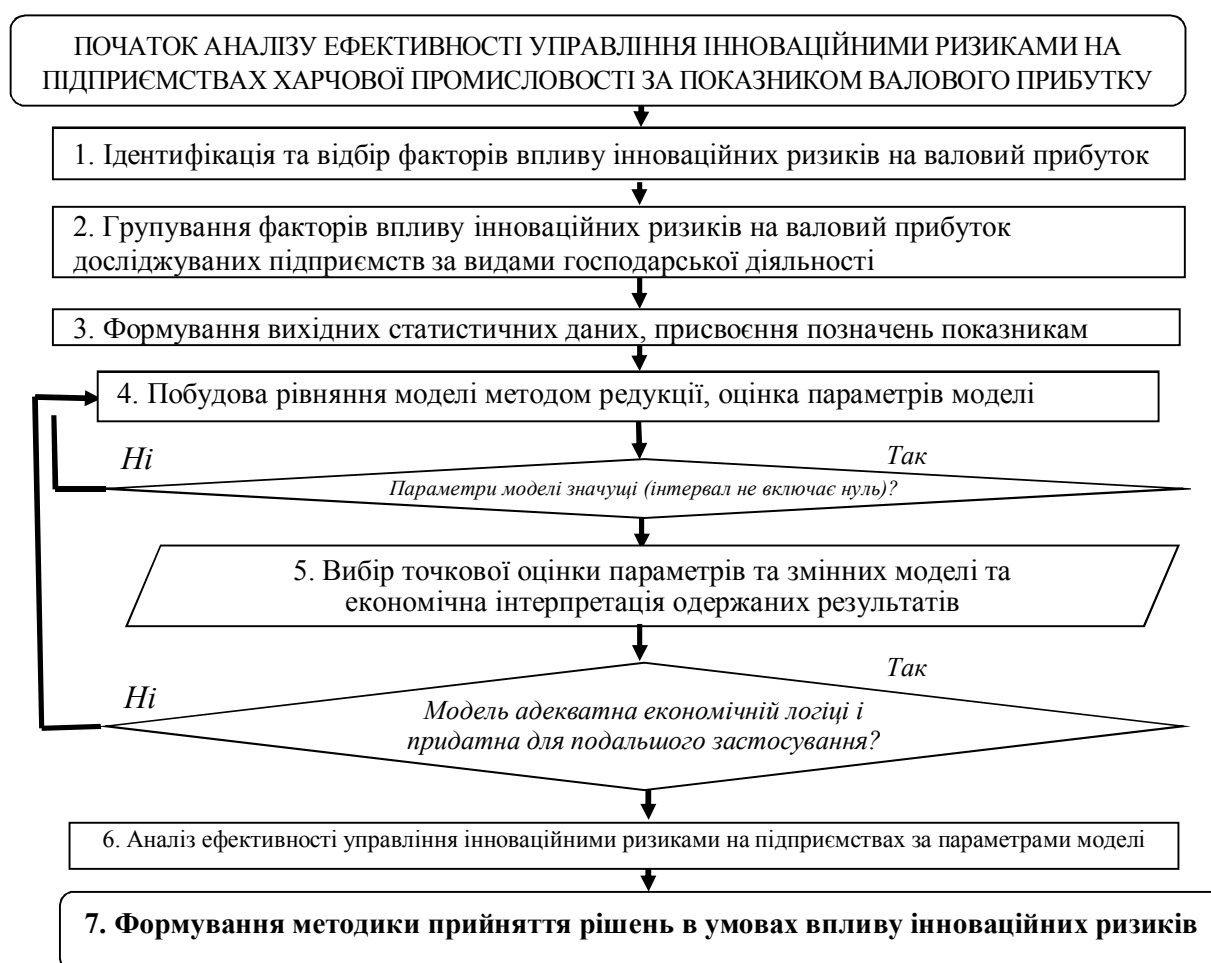 ПОЧАТОК АНАЛІЗУ ЕФЕКТИВНОСТІ УПРАВЛІННЯ ІННОВАЦІЙНИМИ РИЗИКАМИ НА
ПІДПРИЄМСТВАХ ХАРЧОВОЇ ПРОМИСЛОВОСТІ ЗА ПОКАЗНИКОМ ВАЛОВОГО ПРИБУТКУ
1. Ідентифікація та відбір факторів впливу інноваційних ризиків на валовий прибуток
2. Групування факторів впливу інноваційних ризиків на валовий прибуток
досліджуваних підприємств за видами господарської діяльності
3. Формування вихідних статистичних даних, присвоєння позначень показникам
4. Побудова рівняння моделі методом редукції, оцінка параметрів моделі
Ні
Так
Параметри моделі значущі (інтервал не включає нуль)?
5. Вибір точкової оцінки параметрів та змінних моделі та
економічна інтерпретація одержаних результатів
Ні
Так
Модель адекватна економічній логіці і
придатна для подальшого застосування?
6. Аналіз ефективності управління інноваційними ризиками на підприємствах за параметрами моделі
7. Формування методики прийняття рішень в умовах впливу інноваційних ризиків